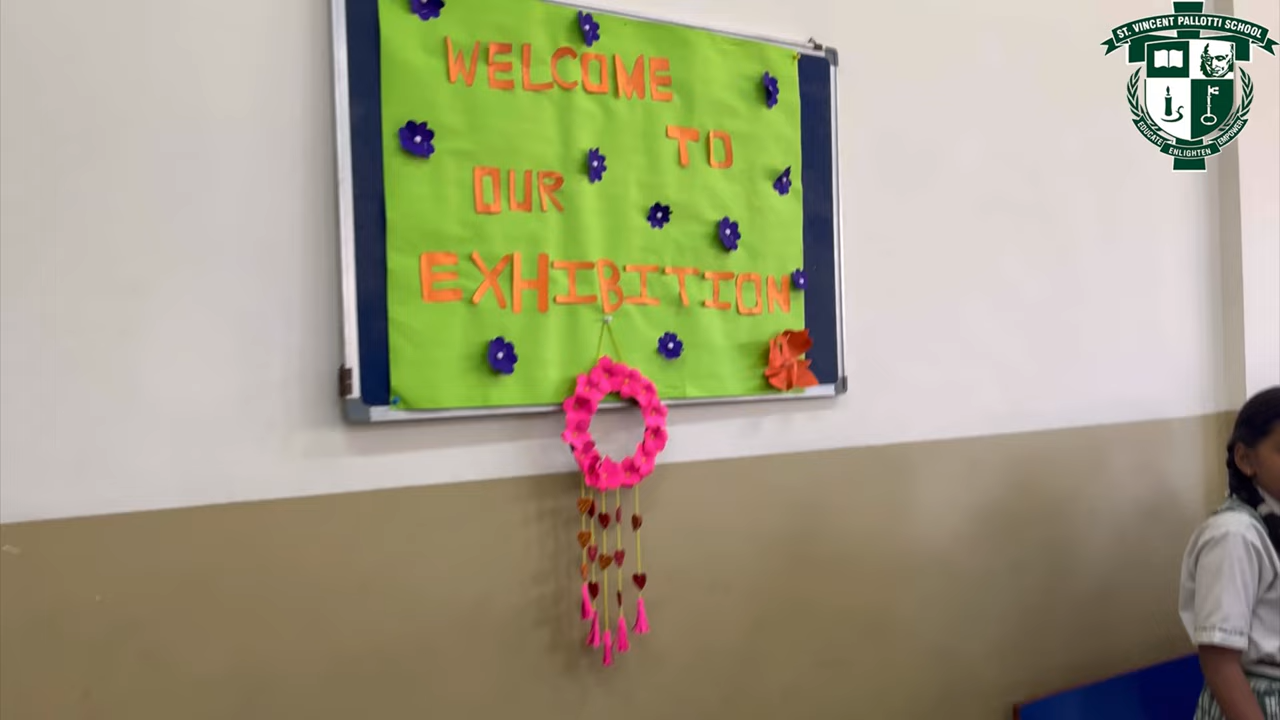 WELCOME
TO
OUR
EXHIBITION
ST. VINCENT PALLOTTI SCHOOL
EDUCATE
ENLIGHTEN
EMPOWER